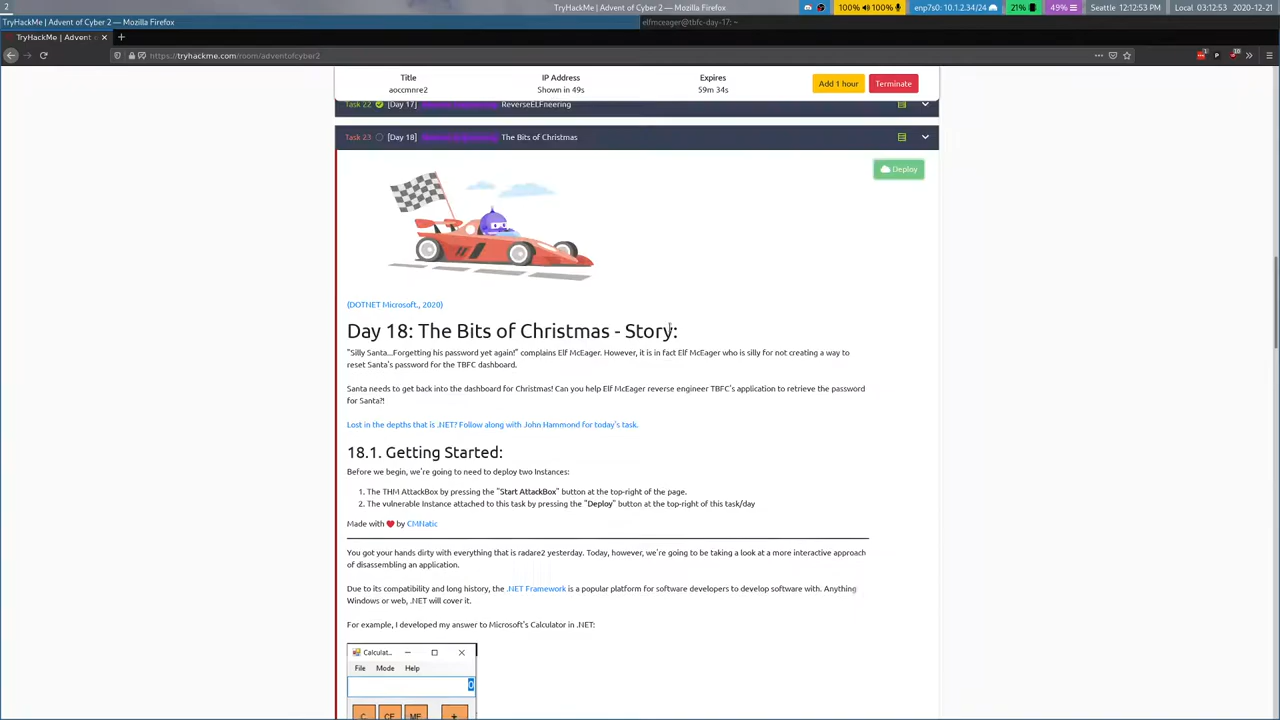 2
TryHackMe | Advent of Cyber 2 — Mozilla Firefox
100% 100%
enp7s0: 10.1.2.34/24
21%
49%
Seattle 12:12:53 PM
Local 03:12:53
2020-12-21
TryHackMe | Advent of Cyber 2 — Mozilla Firefox
elfmceager@tbfc-day-17: ~
TryHackMe | Advent
https://tryhackme.com/room/adventofcyber2
Title
aoccmnre2
IP Address
Shown in 49s
Expires
59m 34s
Add 1 hour
Terminate
Task 22 [Day 17] ReverseELFneering
Task 23 [Day 18] The Bits of Christmas
Deploy
(DOTNET Microsoft., 2020)
Day 18: The Bits of Christmas - Story:
"Silly Santa...Forgetting his password yet again!" complains Elf McEager. However, it is in fact Elf McEager who is silly for not creating a way to
reset Santa's password for the TBFC dashboard.
Santa needs to get back into the dashboard for Christmas! Can you help Elf McEager reverse engineer TBFC's application to retrieve the password
for Santa?!
Lost in the depths that is .NET? Follow along with John Hammond for today's task.
18.1. Getting Started:
Before we begin, we're going to need to deploy two Instances:
1. The THM AttackBox by pressing the "Start AttackBox" button at the top-right of the page.
2. The vulnerable Instance attached to this task by pressing the "Deploy" button at the top-right of this task/day
Made with ❤ by CMNatic
You got your hands dirty with everything that is radare2 yesterday. Today, however, we're going to be taking a look at a more interactive approach
of disassembling an application.
Due to its compatibility and long history, the .NET Framework is a popular platform for software developers to develop software with. Anything
Windows or web, .NET will cover it.
For example, I developed my answer to Microsoft's Calculator in .NET:
Calculat..
File Mode Help
0
C CE ME +